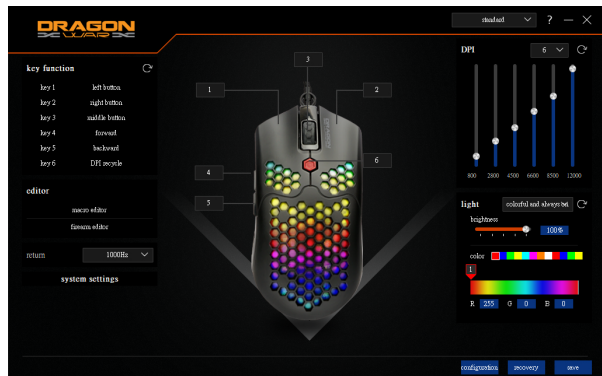 DRAGON
WAR
standard
?
key function
key 1 left button
key 2 right button
key 3 middle button
key 4 forward
key 5 backward
key 6 DPI recycle
editor
macro editor
firearm editor
return 1000Hz
system settings
3
1
2
6
4
5
DPI 6
800 2800 4500 6600 8500 12000
light colorful and always bri
brightness
100%
color
1
R 255 G 0 B 0
configuration recovery save